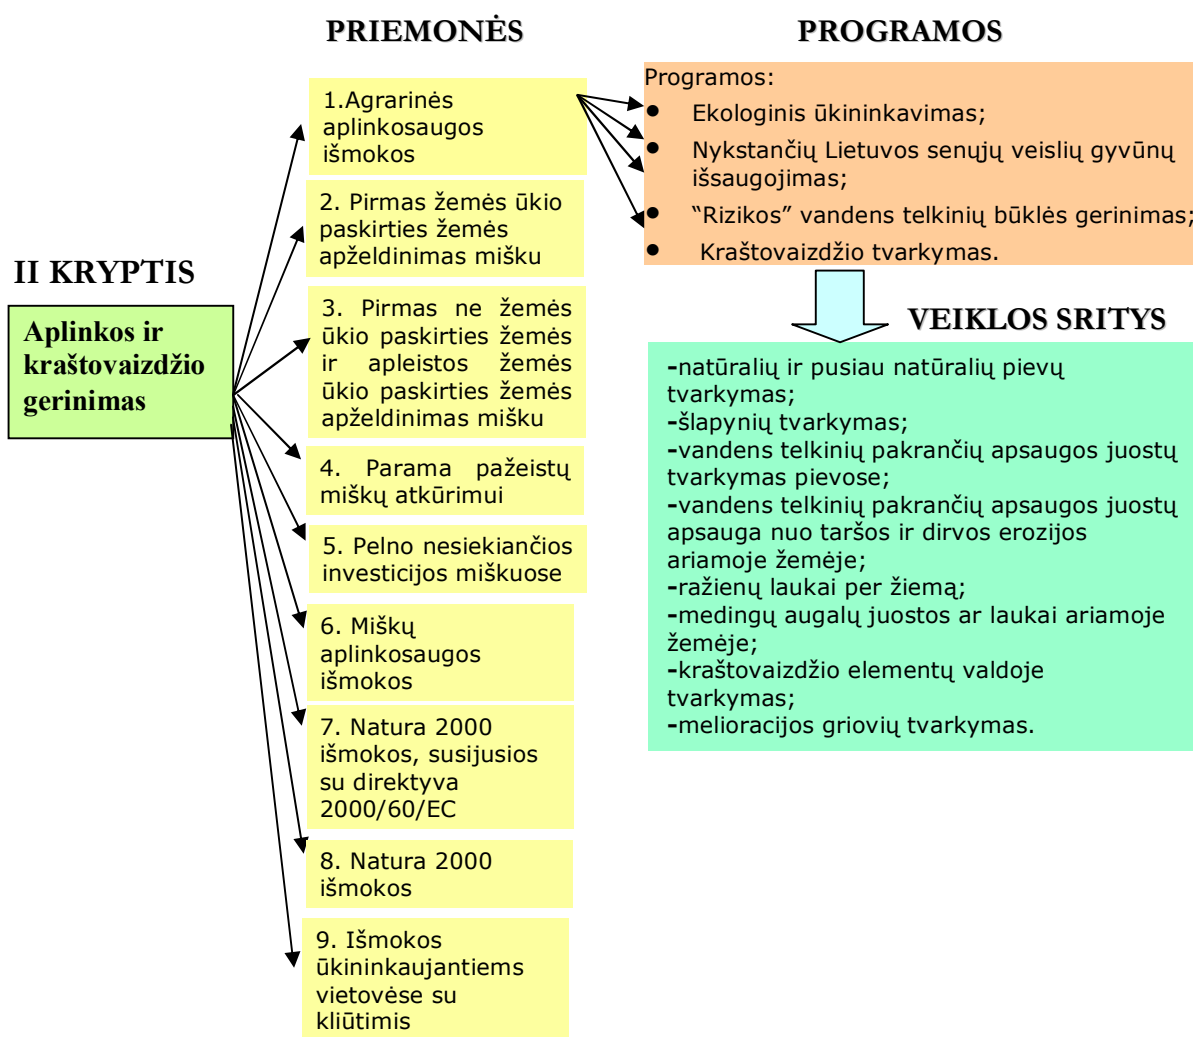 PRIEMONĖS
PROGRAMOS
II KRYPTIS
Aplinkos ir
kraštovaizdžio
gerinimas
1.Agrarinės
aplinkosaugos
išmokos
2. Pirmas žemės ūkio
paskirties žemės
apželdinimas mišku
3. Pirmas ne žemės
ūkio paskirties žemės
ir apleistos žemės
ūkio paskirties žemės
apželdinimas mišku
4. Parama pažeistų
miškų atkūrimui
5. Pelno nesiekiančios
investicijos miškuose
6. Miškų
aplinkosaugos
išmokos
7. Natura 2000
išmokos, susijusios
su direktyva
2000/60/EC
8. Natura 2000
išmokos
9. Išmokos
ūkininkaujantiems
vietovėse su
kliūtimis
Programos:
• Ekologinis ūkininkavimas;
• Nykstančių Lietuvos senųjų veislių gyvūnų
išsaugojimas;
• “Rizikos” vandens telkinių būklės gerinimas;
• Kraštovaizdžio tvarkymas.
VEIKLOS SRITYS
-natūralių ir pusiau natūralių pievų
tvarkymas;
-šlapynių tvarkymas;
-vandens telkinių pakrančių apsaugos juostų
tvarkymas pievose;
-vandens telkinių pakrančių apsaugos juostų
apsauga nuo taršos ir dirvos erozijos
ariamoje žemėje;
-ražienų laukai per žiemą;
-medingų augalų juostos ar laukai ariamoje
žemėje;
-kraštovaizdžio elementų valdoje
tvarkymas;
-melioracijos griovių tvarkymas.